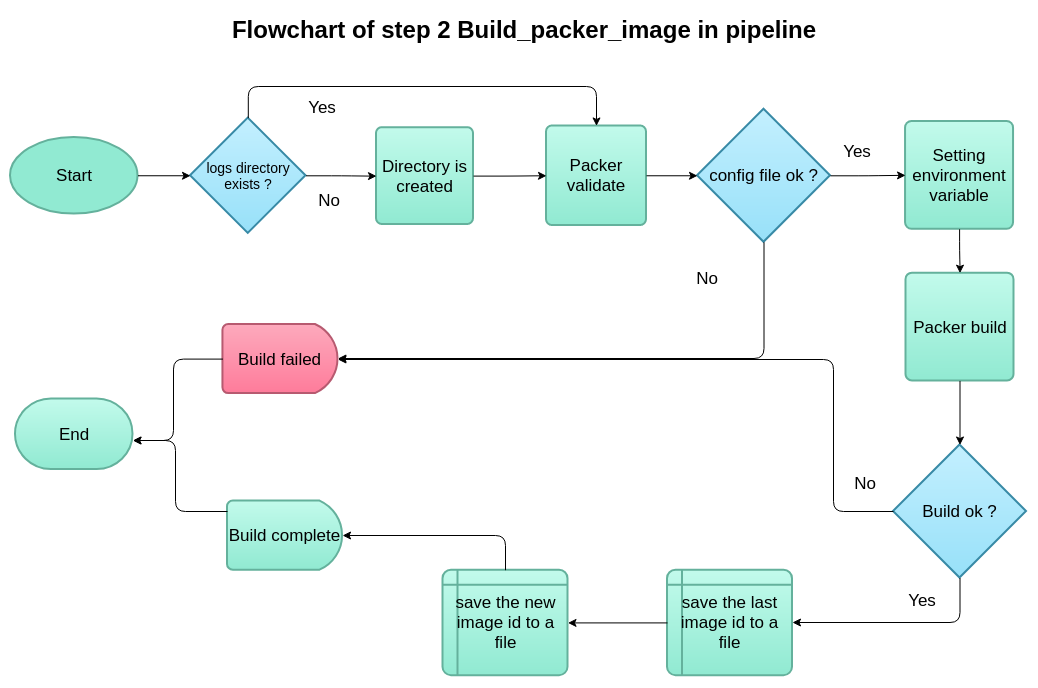 Flowchart of step 2 Build_packer_image in pipeline
Yes
Start
logs directory
exists ?
No
Directory is
created
Packer
validate
config file ok ?
Yes
Setting
environment
variable
No
Packer build
Build failed
End
No
Build ok ?
Build complete
Yes
save the new
image id to a
file
save the last
image id to a
file